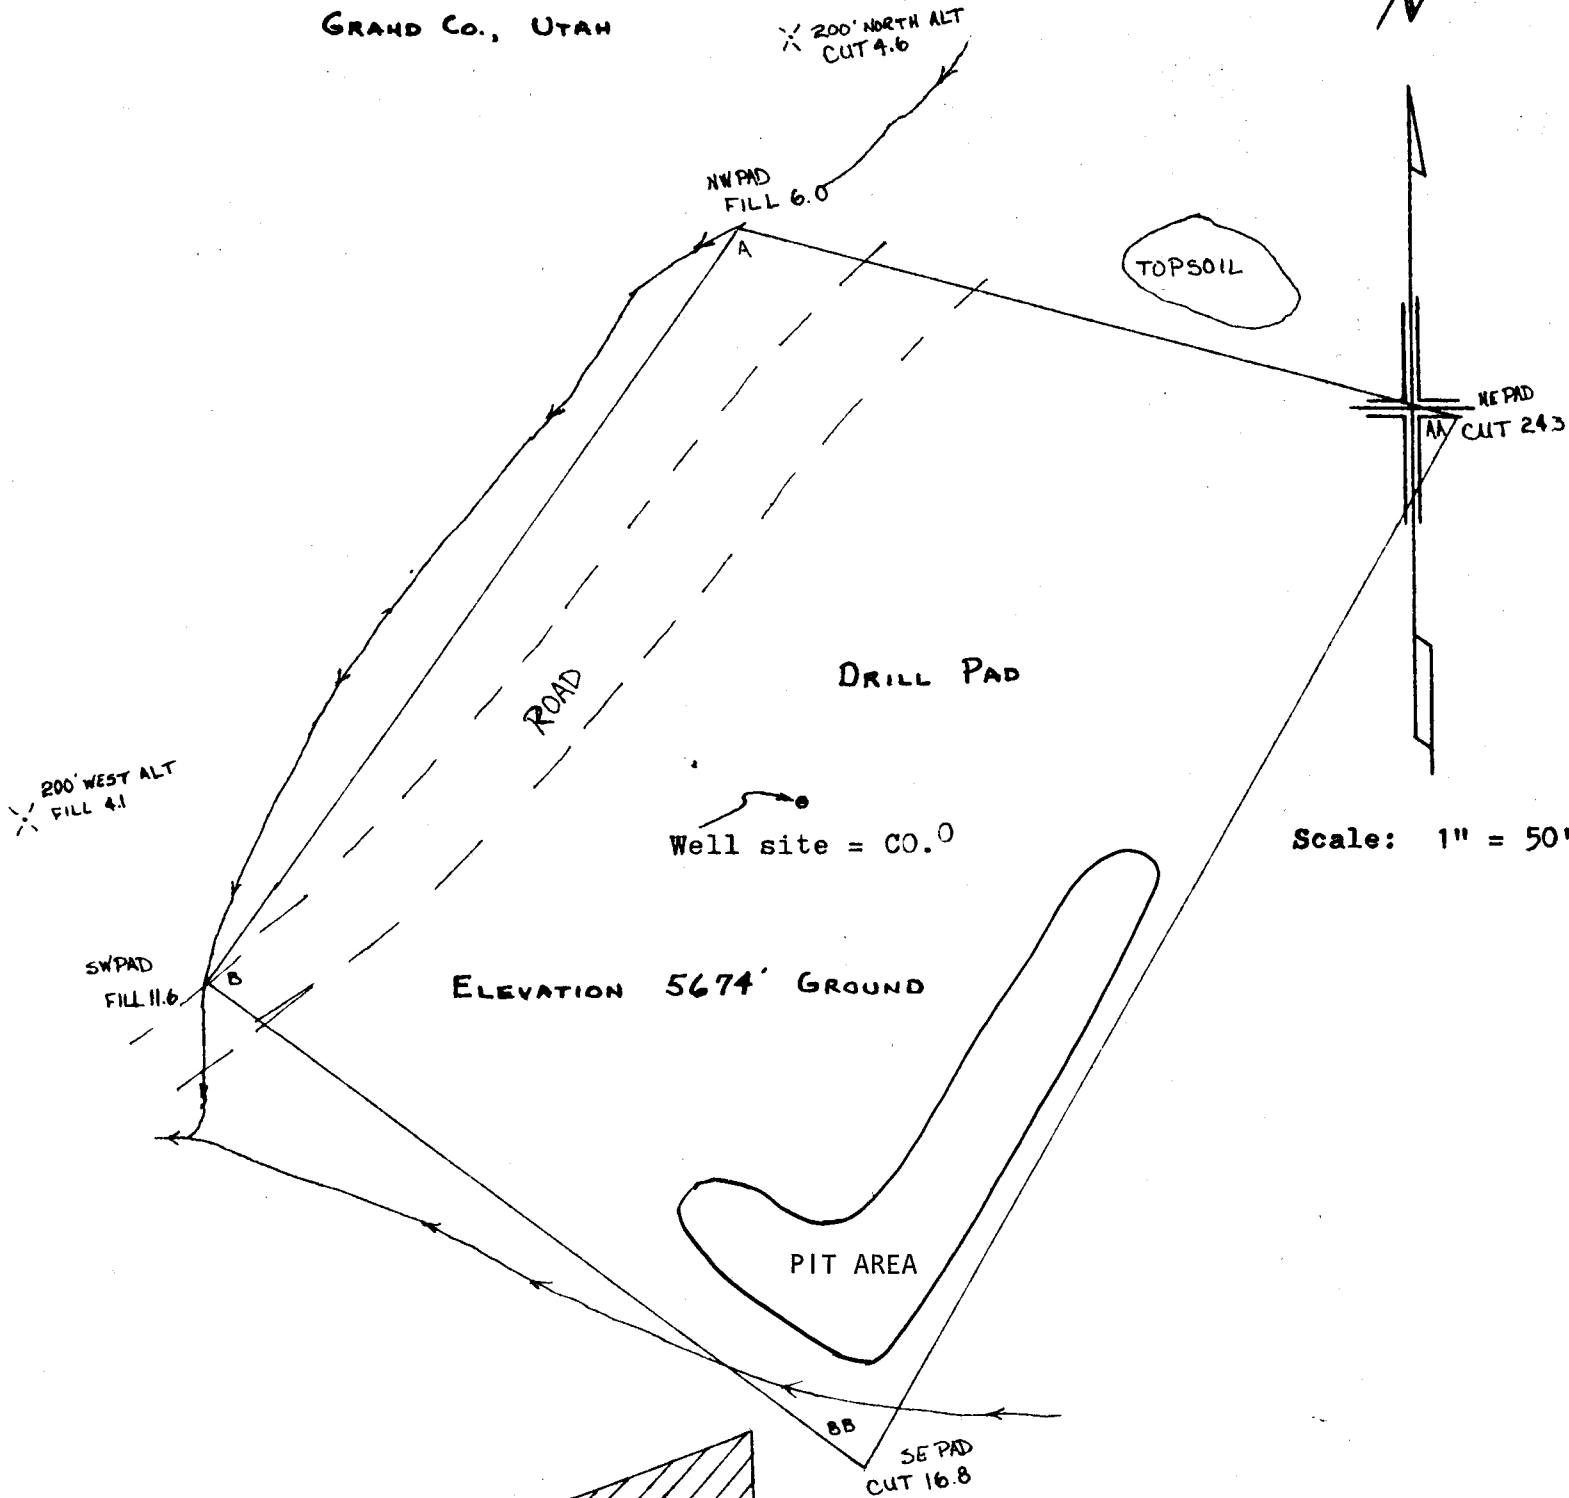 GRAND CO., UTAH
N
200' NORTH ALT
CUT 4.6
NW PAD
FILL 6.0
A
TOPSOIL
NE PAD
AA
CUT 24.3
DRILL PAD
ROAD
200' WEST ALT
FILL 4.1
Well site = C0.0
Scale: 1" = 50'
SW PAD
B
FILL 11.6
ELEVATION 5674' GROUND
PIT AREA
BB
SE PAD
CUT 16.8